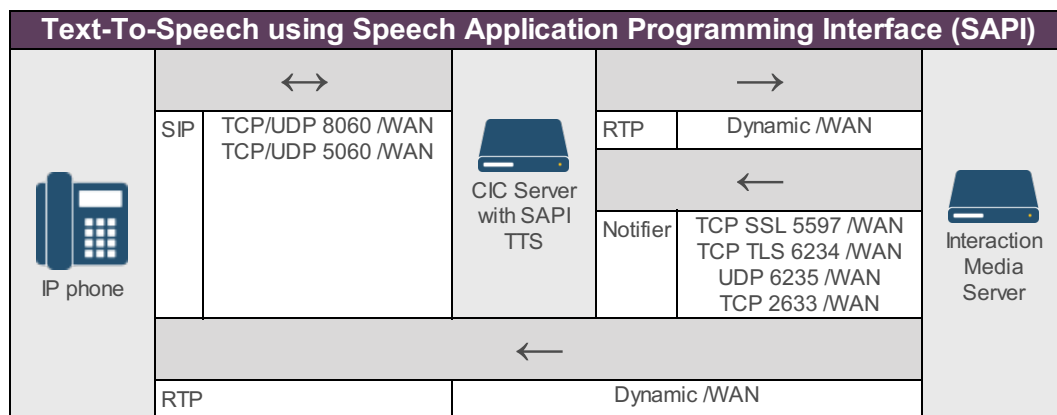 Text-To-Speech using Speech Application Programming Interface (SAPI)
IP phone
SIP
TCP/UDP 8060 /WAN
TCP/UDP 5060 /WAN
CIC Server
with SAPI
TTS
RTP
Dynamic /WAN
Notifier
TCP SSL 5597 /WAN
TCP TLS 6234 /WAN
UDP 6235 /WAN
TCP 2633 /WAN
Interaction
Media
Server
RTP
Dynamic /WAN